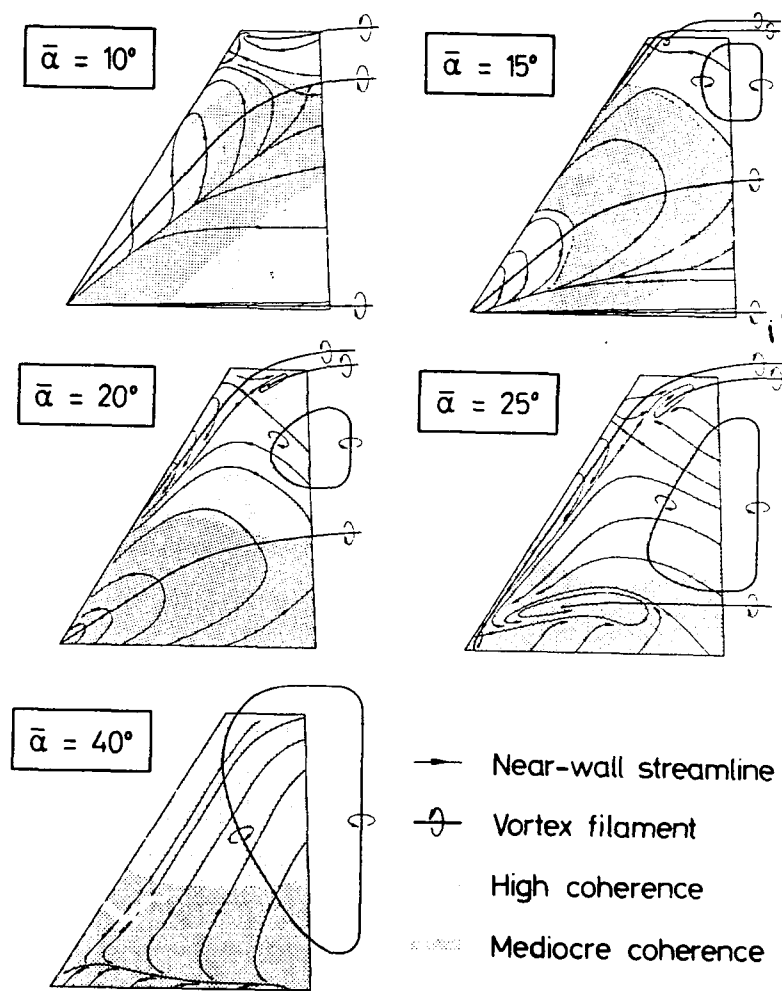 ᾱ = 10°
ᾱ = 15°
ᾱ = 20°
ᾱ = 25°
ᾱ = 40°
Near-wall streamline
Vortex filament
High coherence
Mediocre coherence